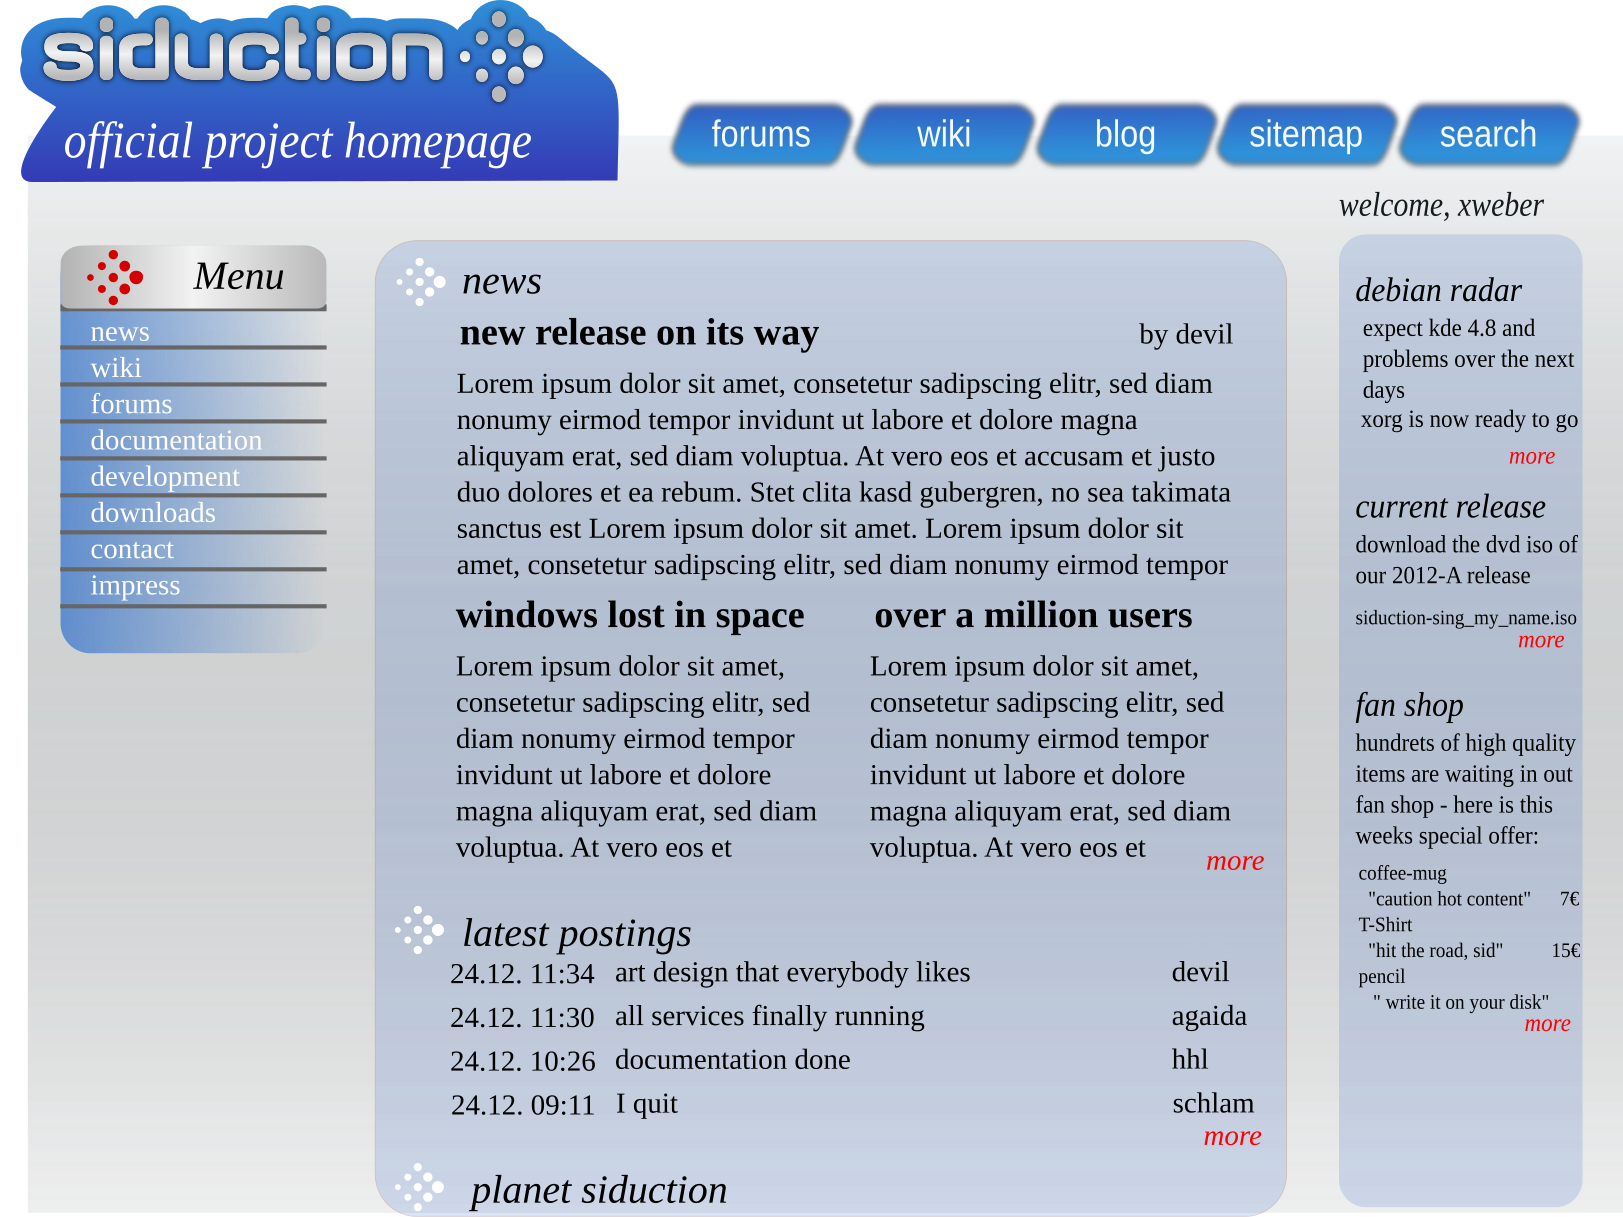 siduction
official project homepage
forums
wiki
blog
sitemap
search
welcome, xweber
Menu
news
wiki
forums
documentation
development
downloads
contact
impress
news
new release on its way
by devil
Lorem ipsum dolor sit amet, consetetur sadipscing elitr, sed diam
nonumy eirmod tempor invidunt ut labore et dolore magna
aliquyam erat, sed diam voluptua. At vero eos et accusam et justo
duo dolores et ea rebum. Stet clita kasd gubergren, no sea takimata
sanctus est Lorem ipsum dolor sit amet. Lorem ipsum dolor sit
amet, consetetur sadipscing elitr, sed diam nonumy eirmod tempor
windows lost in space
Lorem ipsum dolor sit amet,
consetetur sadipscing elitr, sed
diam nonumy eirmod tempor
invidunt ut labore et dolore
magna aliquyam erat, sed diam
voluptua. At vero eos et
over a million users
Lorem ipsum dolor sit amet,
consetetur sadipscing elitr, sed
diam nonumy eirmod tempor
invidunt ut labore et dolore
magna aliquyam erat, sed diam
voluptua. At vero eos et
more
latest postings
24.12. 11:34 art design that everybody likes devil
24.12. 11:30 all services finally running agaida
24.12. 10:26 documentation done hhl
24.12. 09:11 I quit schlam
more
planet siduction
debian radar
expect kde 4.8 and
problems over the next
days
xorg is now ready to go
more
current release
download the dvd iso of
our 2012-A release
siduction-sing_my_name.iso
more
fan shop
hundrets of high quality
items are waiting in out
fan shop - here is this
weeks special offer:
coffee-mug
"caution hot content" 7€
T-Shirt
"hit the road, sid" 15€
pencil
" write it on your disk"
more